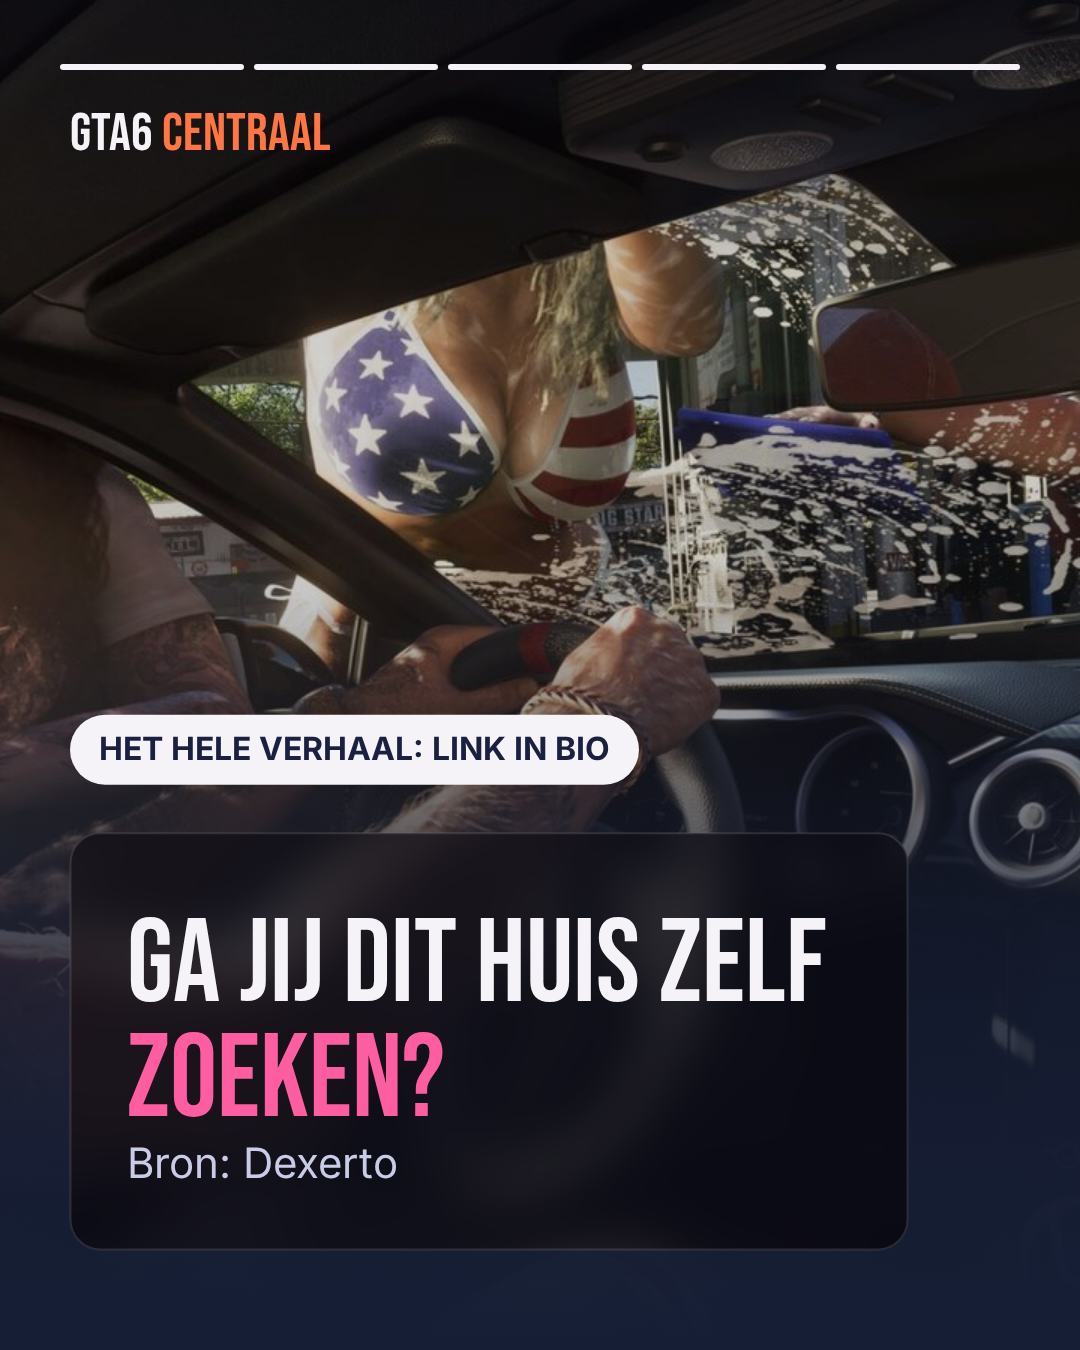 GTA6 CENTRAAL
HET HELE VERHAAL: LINK IN BIO
GA JIJ DIT HUIS ZELF
ZOEKEN?
Bron: Dexerto